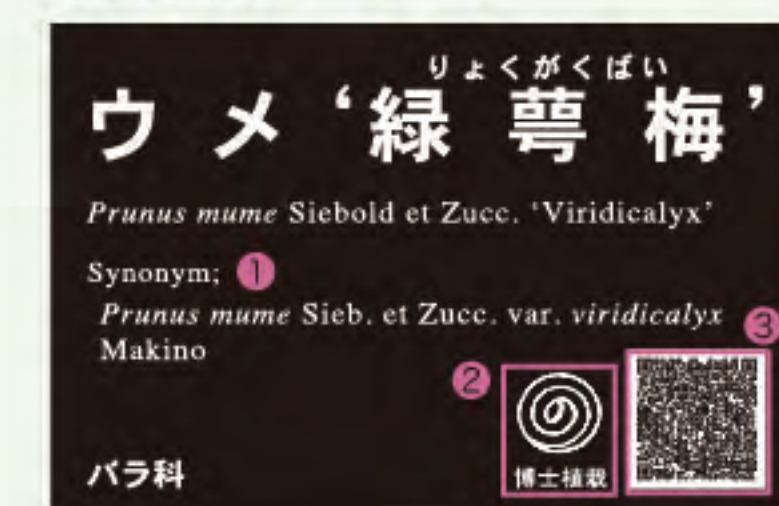 りょくがくばい
ウメ ‘緑萼梅’
Prunus mume Siebold et Zucc. ‘Viridicalyx’
Synonym; ①
Prunus mume Sieb. et Zucc. var. viridicalyx
Makino
③
②
の
博士植栽
バラ科